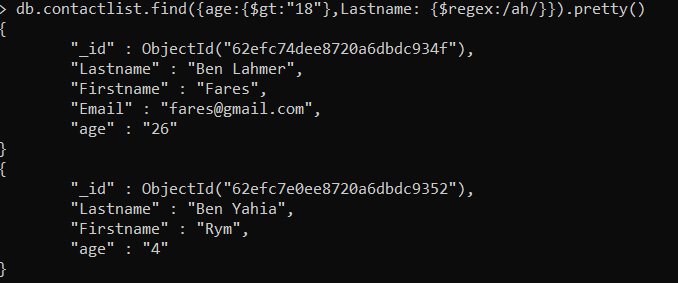 > db.contactlist.find({age:{$gt:"18"},Lastname: {$regex:/ah/}}).pretty()
{
        "_id" : ObjectId("62efc74dee8720a6dbdc934f"),
        "Lastname" : "Ben Lahmer",
        "Firstname" : "Fares",
        "Email" : "fares@gmail.com",
        "age" : "26"
}
{
        "_id" : ObjectId("62efc7e0ee8720a6dbdc9352"),
        "Lastname" : "Ben Yahia",
        "Firstname" : "Rym",
        "age" : "4"
}